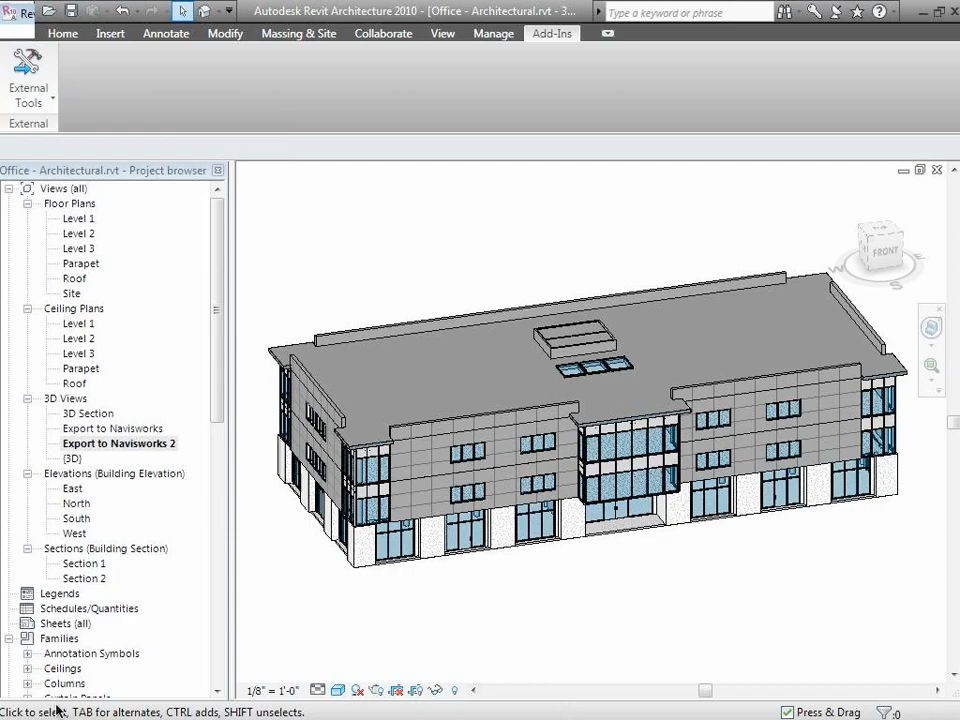 Autodesk Revit Architecture 2010 - [Office - Architectural.rvt - 3...
Type a keyword or phrase
Home Insert Annotate Modify Massing & Site Collaborate View Manage Add-Ins
External
Tools
External
Office - Architectural.rvt - Project browser
Views (all)
Floor Plans
Level 1
Level 2
Level 3
Parapet
Roof
Site
Ceiling Plans
Level 1
Level 2
Level 3
Parapet
Roof
3D Views
3D Section
Export to Navisworks
Export to Navisworks 2
{3D}
Elevations (Building Elevation)
East
North
South
West
Sections (Building Section)
Section 1
Section 2
Legends
Schedules/Quantities
Sheets (all)
Families
Annotation Symbols
Ceilings
Columns
Curtain Panels
FRONT
W
S
E
1/8" = 1'-0"
Click to select, TAB for alternates, CTRL adds, SHIFT unselects.
Press & Drag
:0